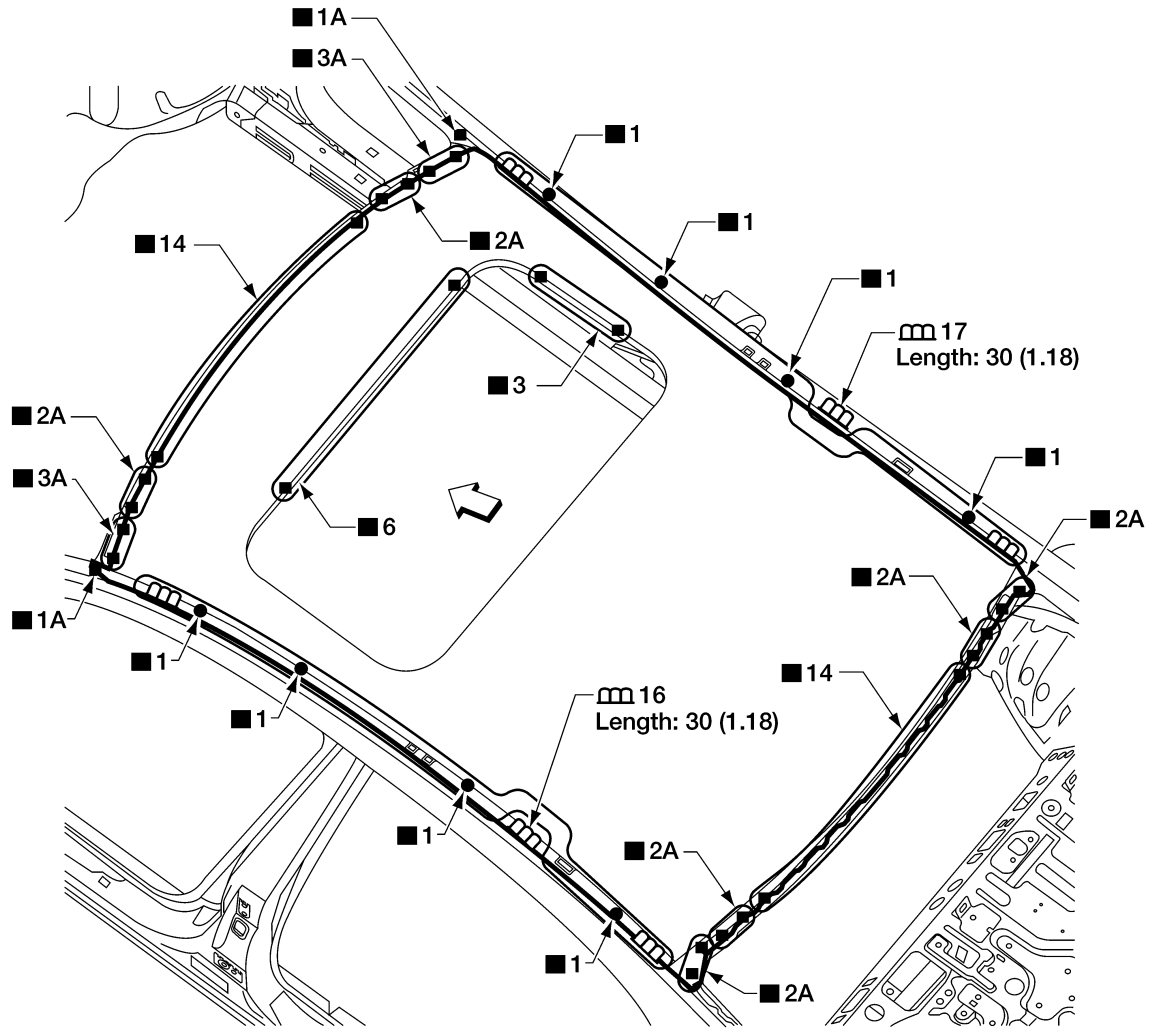 ■1A
■3A
■1
■1
■14
■2A
■1
17
Length: 30 (1.18)
■3
■2A
■3A
■1
■6
■2A
■2A
■1A
■1
■14
16
Length: 30 (1.18)
■1
■1
■2A
■1
■2A